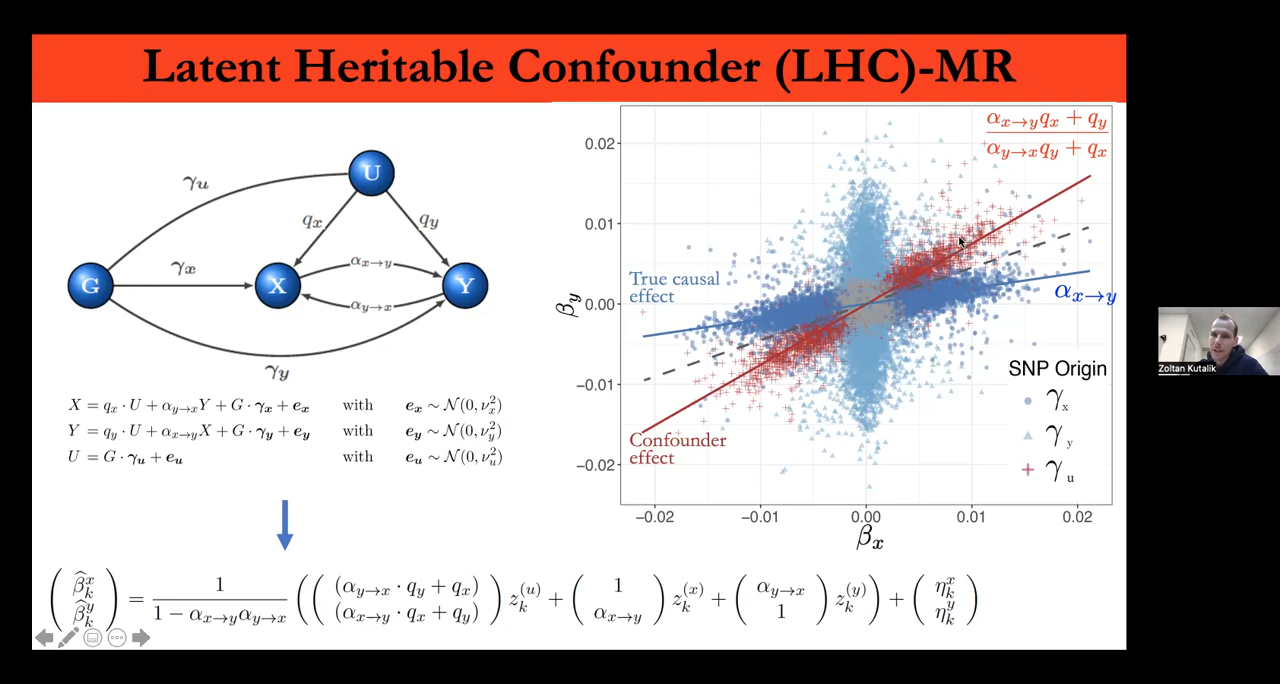 Latent Heritable Confounder (LHC)-MR
U
γu
qx
qy
G
γx
X
αx→y
αy→x
Y
γy
X = qx · U + αy→xY + G · γx + ex with ex ∼ N(0, νx²)
Y = qy · U + αx→yX + G · γy + ey with ey ∼ N(0, νy²)
U = G · γu + eu with eu ∼ N(0, νu²)
αx→yqx + qy
αy→xqy + qx
0.02
0.01
0.00
−0.01
−0.02
βy
True causal
effect
αx→y
Confounder
effect
SNP Origin
γx
γy
γu
−0.02 −0.01 0.00 0.01 0.02
βx
( β̂kˣ β̂kʸ ) = 1 / (1 − αx→yαy→x) ( ( (αy→x · qy + qx) (αx→y · qx + qy) ) zk⁽ᵘ⁾ + ( 1 αx→y ) zk⁽ˣ⁾ + ( αy→x 1 ) zk⁽ʸ⁾ ) + ( ηkˣ ηkʸ )
Zoltan Kutalik